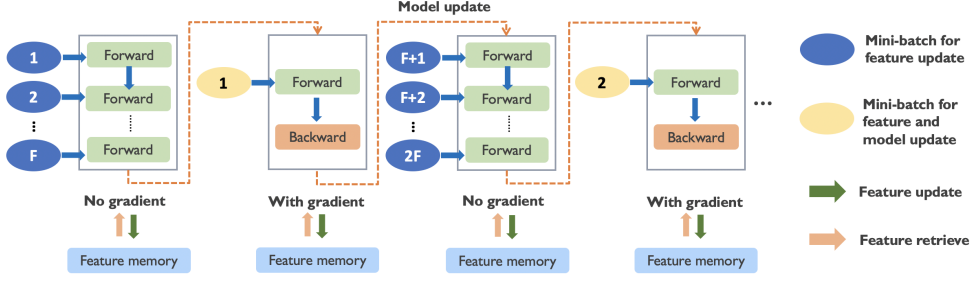 Model update
1
Forward
2
Forward
F
Forward
No gradient
Feature memory
1
Forward
Backward
With gradient
Feature memory
F+1
Forward
F+2
Forward
2F
Forward
No gradient
Feature memory
2
Forward
Backward
With gradient
Feature memory
...
Mini-batch for
feature update
Mini-batch for
feature and
model update
Feature update
Feature retrieve